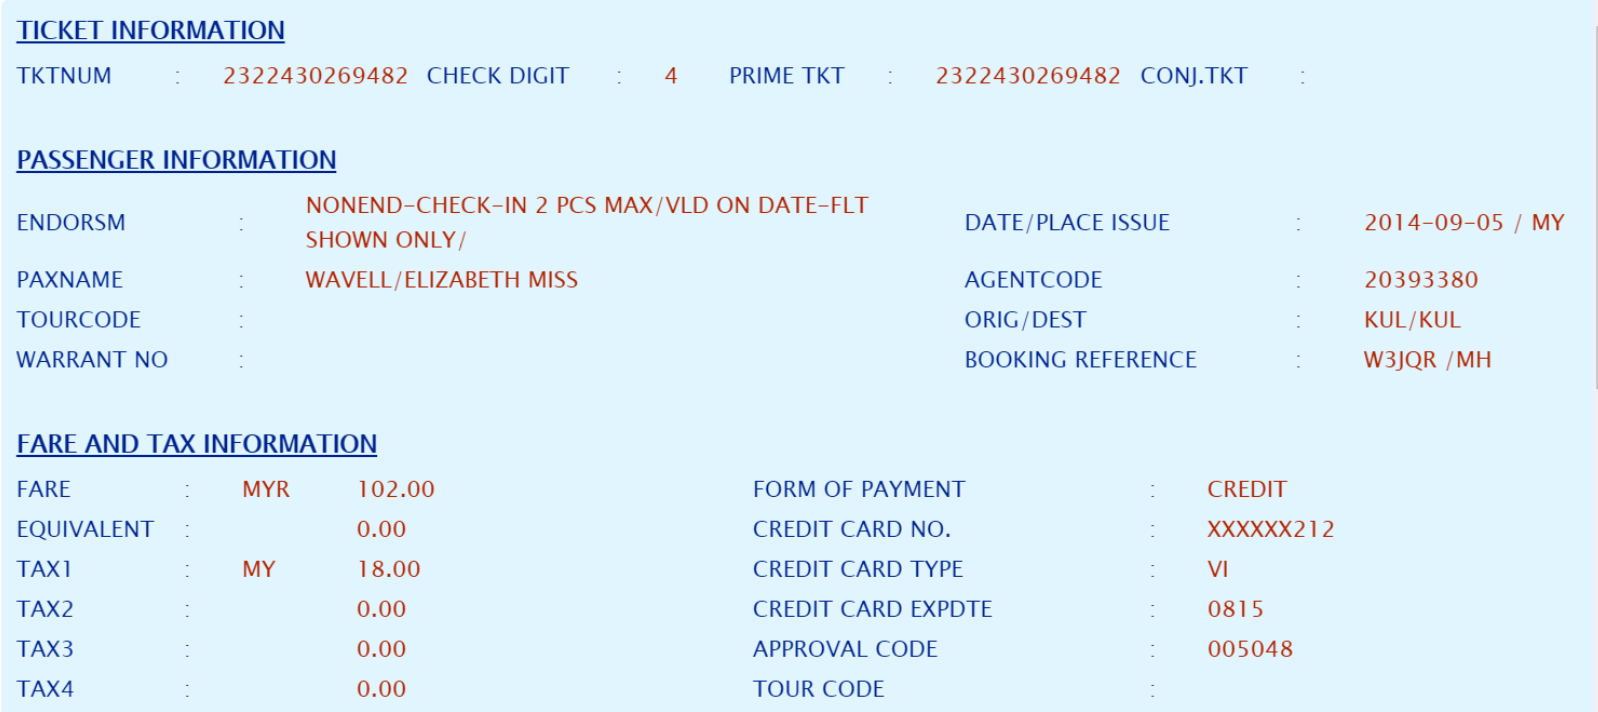 TICKET INFORMATION
TKTNUM : 2322430269482 CHECK DIGIT : 4 PRIME TKT : 2322430269482 CONJ.TKT :
PASSENGER INFORMATION
ENDORSM : NONEND-CHECK-IN 2 PCS MAX/VLD ON DATE-FLT SHOWN ONLY/ DATE/PLACE ISSUE : 2014-09-05 / MY
PAXNAME : WAVELL/ELIZABETH MISS AGENTCODE : 20393380
TOURCODE : ORIG/DEST : KUL/KUL
WARRANT NO : BOOKING REFERENCE : W3JQR /MH
FARE AND TAX INFORMATION
FARE : MYR 102.00 FORM OF PAYMENT : CREDIT
EQUIVALENT : 0.00 CREDIT CARD NO. : XXXXXX212
TAX1 : MY 18.00 CREDIT CARD TYPE : VI
TAX2 : 0.00 CREDIT CARD EXPDTE : 0815
TAX3 : 0.00 APPROVAL CODE : 005048
TAX4 : 0.00 TOUR CODE :